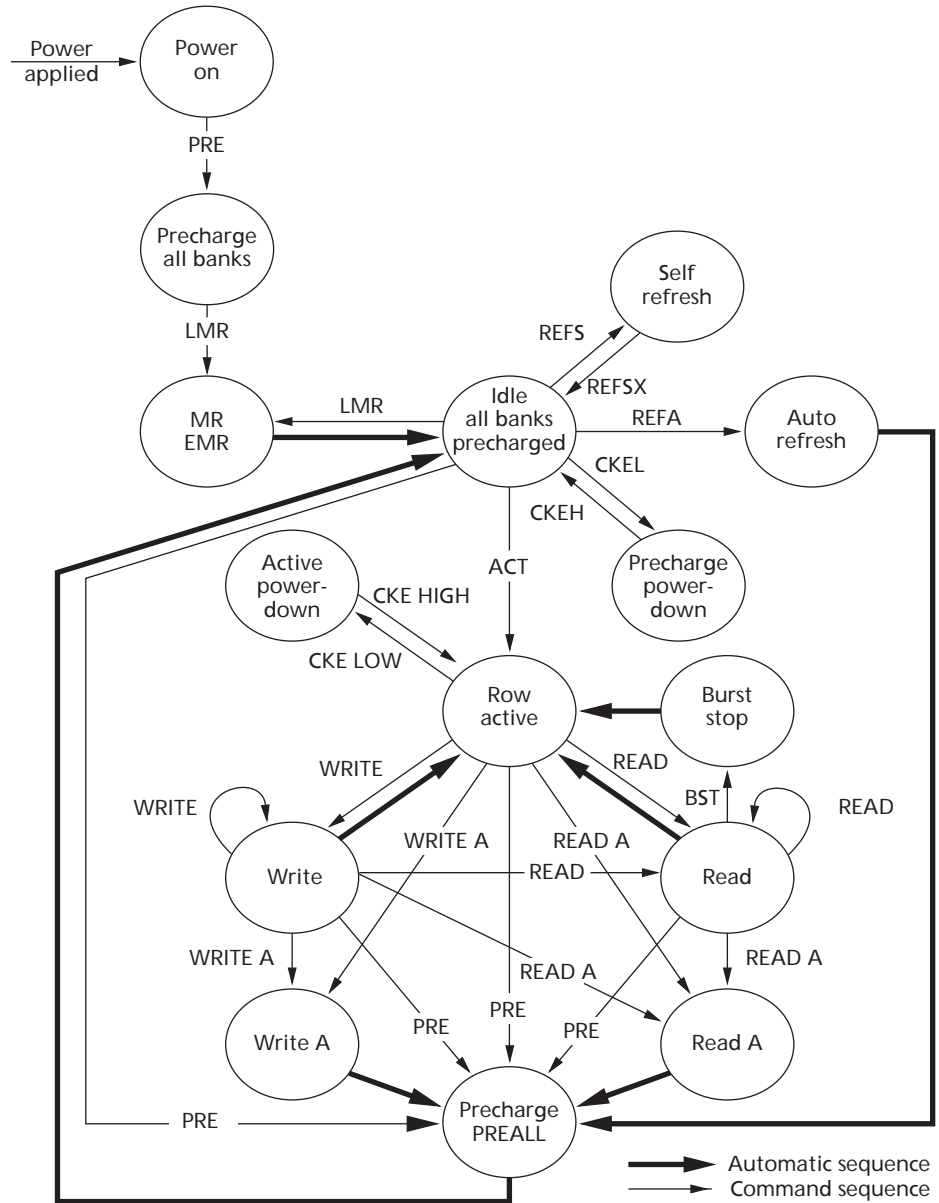 Power
applied
Power
on
PRE
Precharge
all banks
LMR
Self
refresh
REFS
REFSX
MR
EMR
LMR
Idle
all banks
precharged
REFA
Auto
refresh
CKEL
CKEH
ACT
Active
power-
down
CKE HIGH
CKE LOW
Precharge
power-
down
Row
active
Burst
stop
WRITE
READ
BST
WRITE
READ
WRITE A
READ A
Write
READ
Read
WRITE A
READ A
READ A
PRE
PRE
PRE
Write A
Read A
Precharge
PREALL
PRE
Automatic sequence
Command sequence